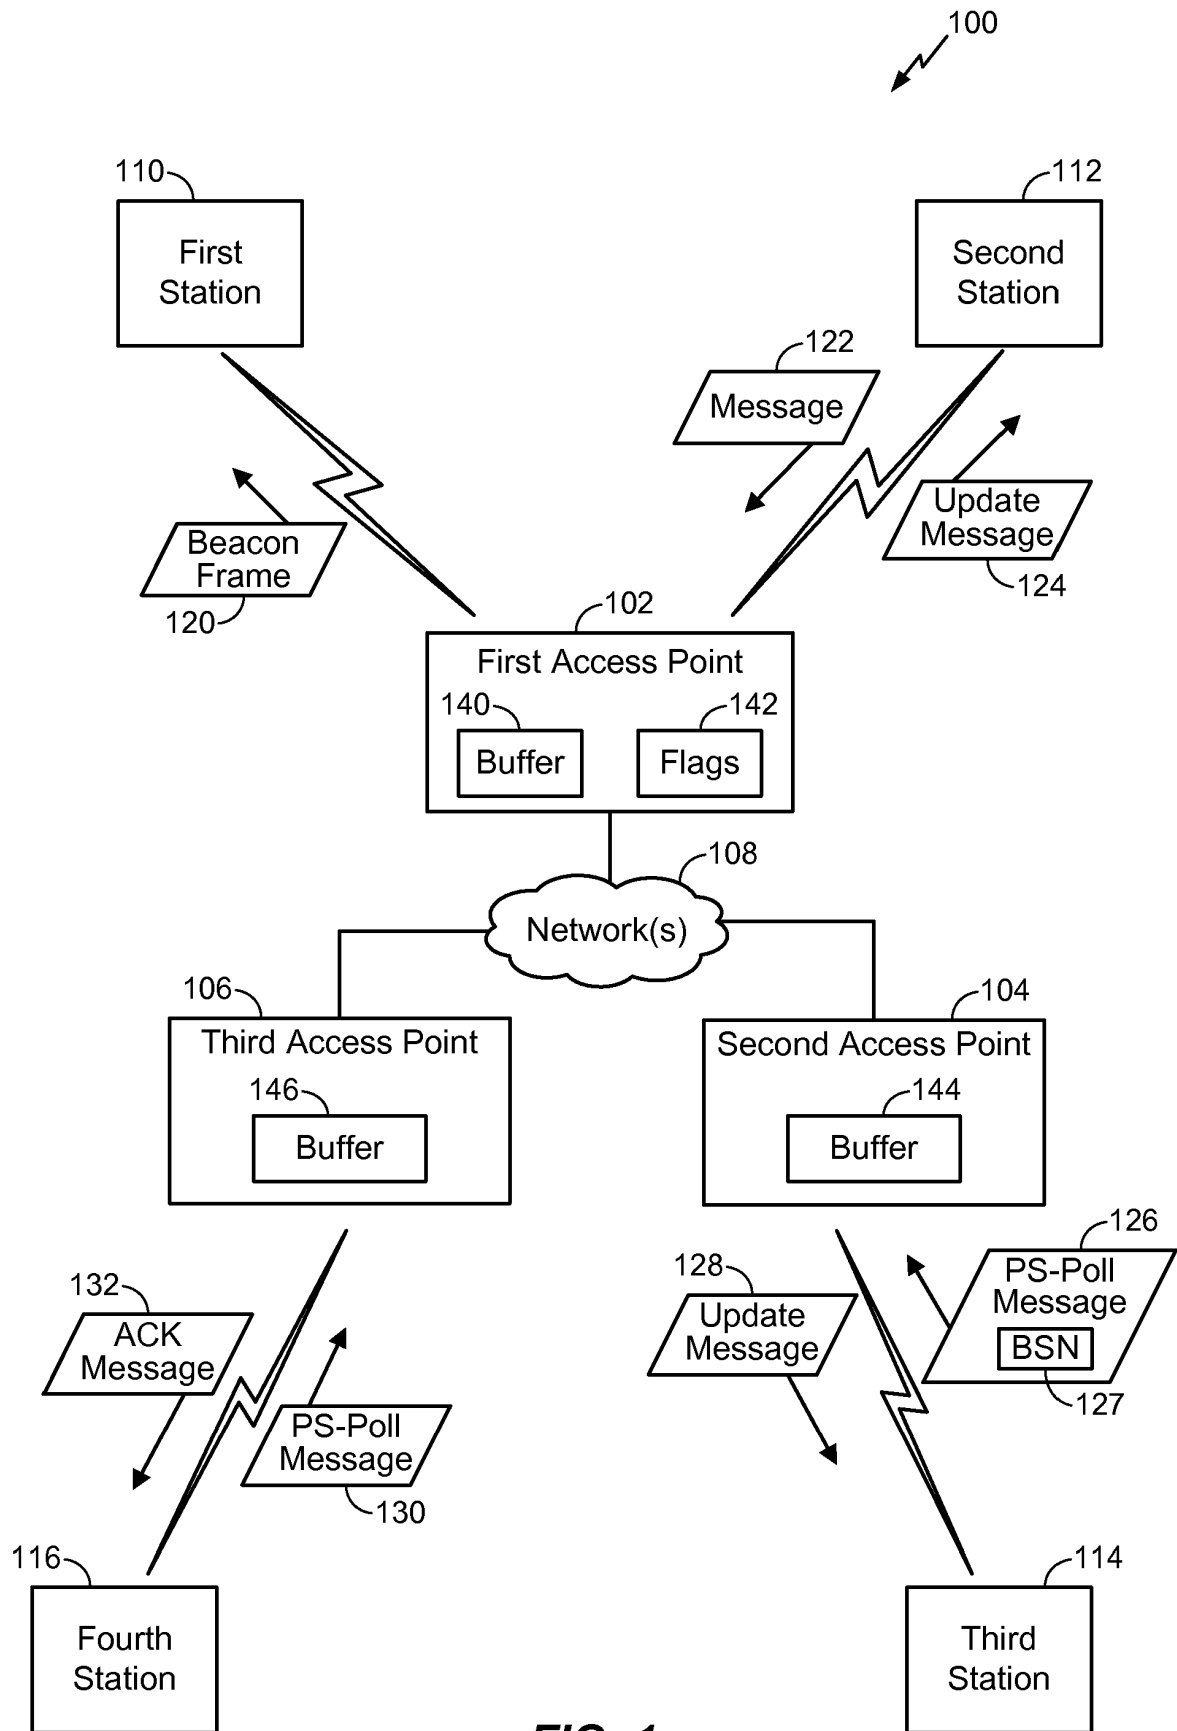 100
110
112
First
Station
Second
Station
122
Message
Update
Message
124
Beacon
Frame
120
102
First Access Point
140
142
Buffer
Flags
108
Network(s)
106
104
Third Access Point
Second Access Point
146
144
Buffer
Buffer
126
PS-Poll
Message
BSN
127
128
Update
Message
132
ACK
Message
PS-Poll
Message
130
116
114
Fourth
Station
Third
Station
FIG. 1